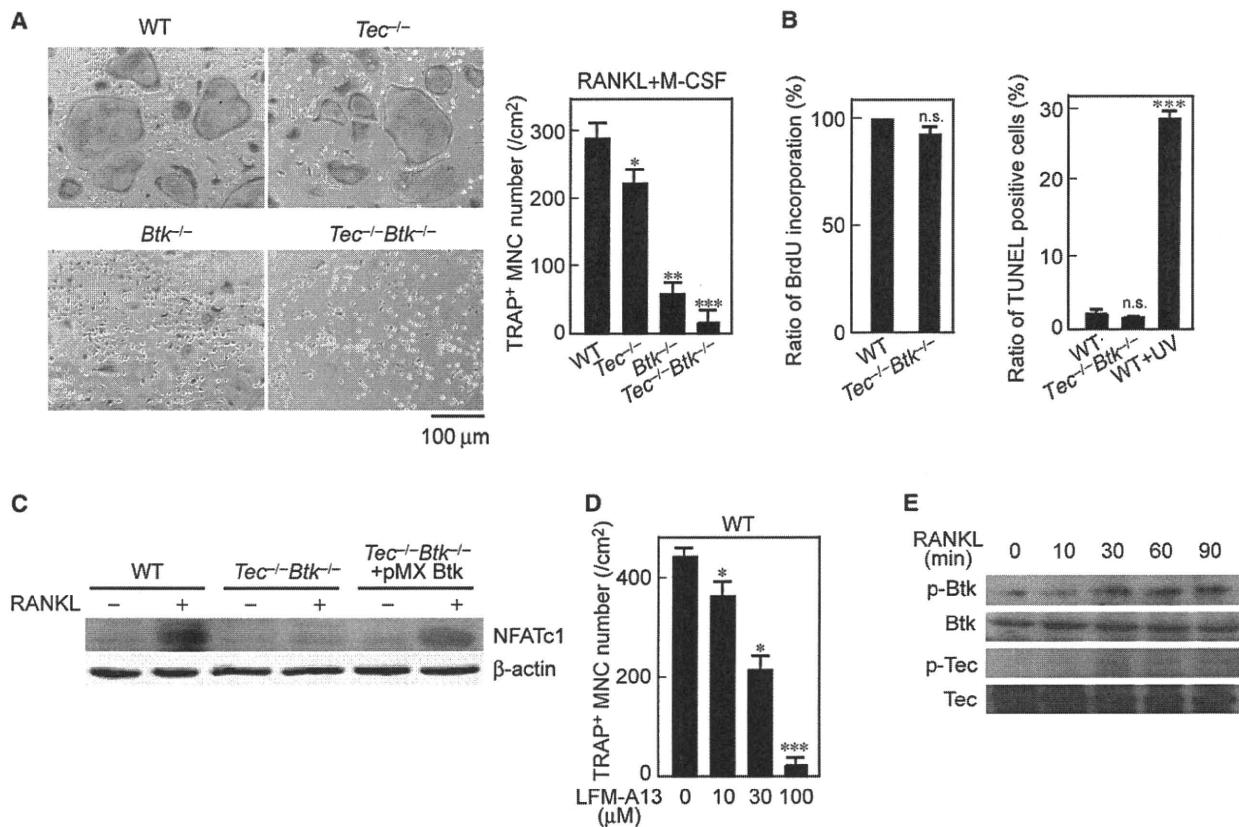 A
WT
Tec–/–
Btk–/–
Tec–/–Btk–/–
100 μm
RANKL+M-CSF
TRAP+ MNC number (/cm2)
300
200
100
0
*
**
***
WT
Tec–/–
Btk–/–
Tec–/–Btk–/–
B
Ratio of BrdU incorporation (%)
100
50
0
n.s.
WT
Tec–/–Btk–/–
Ratio of TUNEL positive cells (%)
30
20
10
0
n.s.
***
WT
Tec–/–Btk–/–
WT+UV
C
WT
Tec–/–Btk–/–
Tec–/–Btk–/–
+pMX Btk
RANKL – + – + – +
NFATc1
β-actin
D
WT
TRAP+ MNC number (/cm2)
400
200
0
*
*
***
LFM-A13 0 10 30 100
(μM)
E
RANKL
(min) 0 10 30 60 90
p-Btk
Btk
p-Tec
Tec